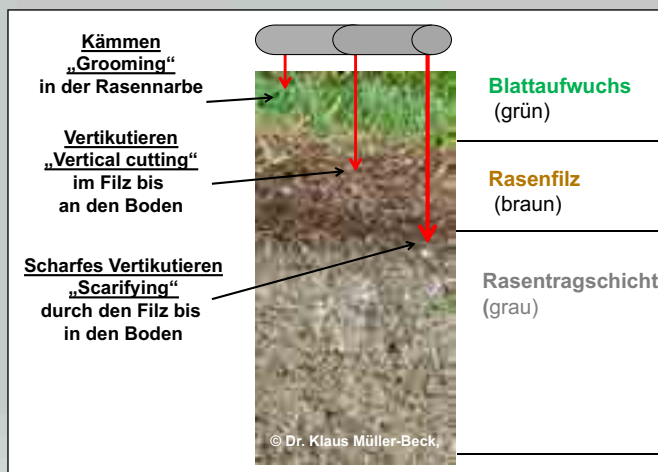 Kämmen
„Grooming“
in der Rasennarbe
Vertikutieren
„Vertical cutting“
im Filz bis
an den Boden
Scharfes Vertikutieren
„Scarifying“
durch den Filz bis
in den Boden
Blattaufwuchs
(grün)
Rasenfilz
(braun)
Rasentragschicht
(grau)
© Dr. Klaus Müller-Beck,